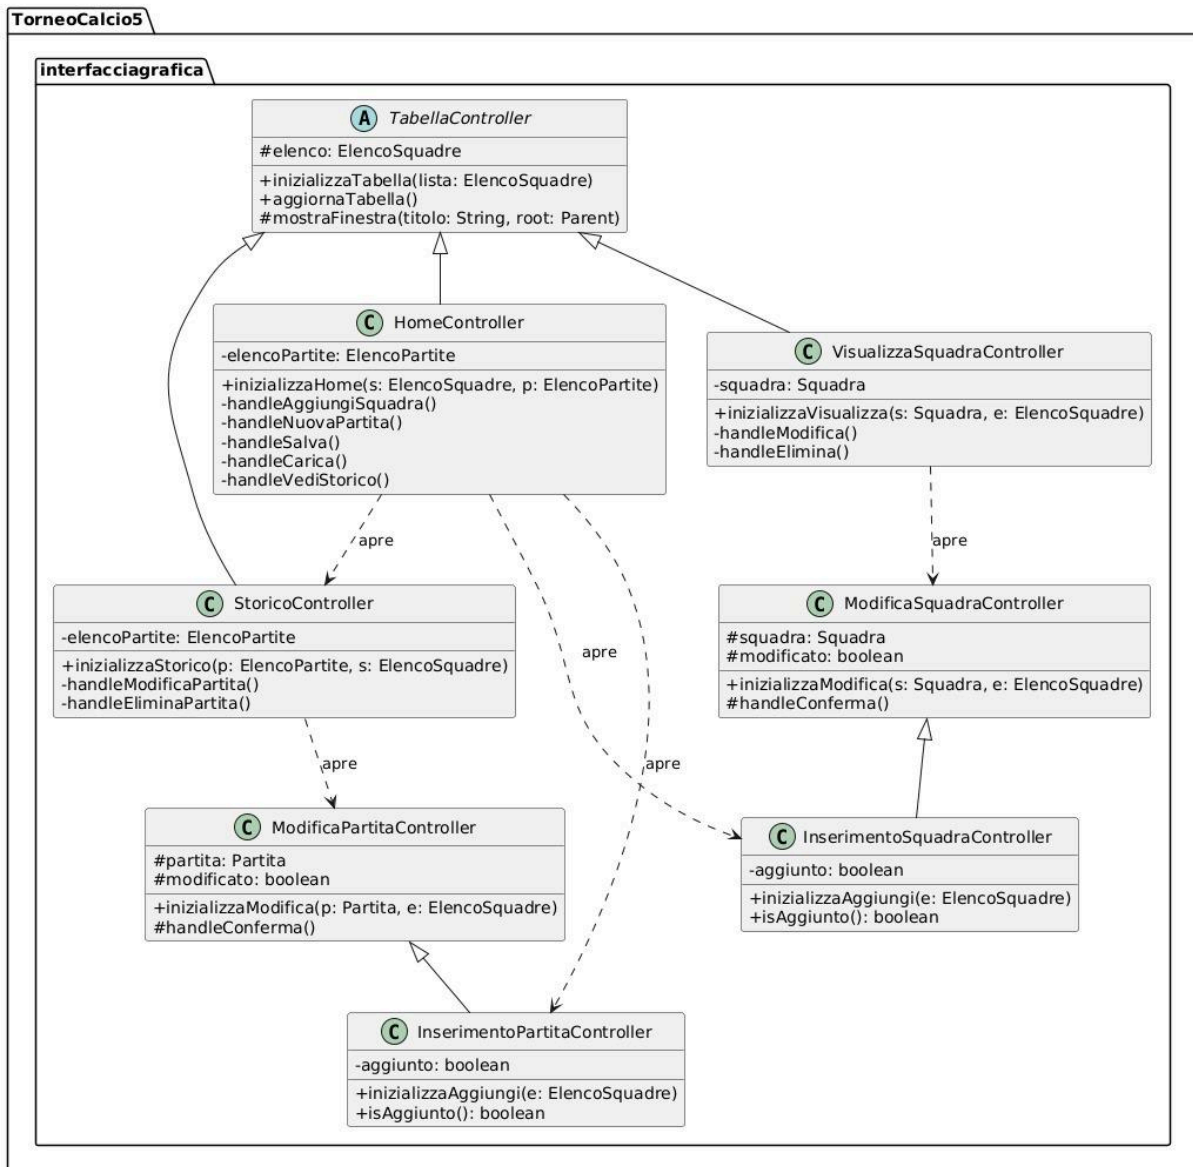 TorneoCalcio5
interfacciagrafica
A TabellaController
#elenco: ElencoSquadre
+inizializzaTabella(lista: ElencoSquadre)
+aggiornaTabella()
#mostraFinestra(titolo: String, root: Parent)
C HomeController
-elencoPartite: ElencoPartite
+inizializzaHome(s: ElencoSquadre, p: ElencoPartite)
-handleAggiungiSquadra()
-handleNuovaPartita()
-handleSalva()
-handleCarica()
-handleVediStorico()
C VisualizzaSquadraController
-squadra: Squadra
+inizializzaVisualizza(s: Squadra, e: ElencoSquadre)
-handleModifica()
-handleElimina()
apre
apre
C StoricoController
-elencoPartite: ElencoPartite
+inizializzaStorico(p: ElencoPartite, s: ElencoSquadre)
-handleModificaPartita()
-handleEliminaPartita()
apre
C ModificaSquadraController
#squadra: Squadra
#modificato: boolean
+inizializzaModifica(s: Squadra, e: ElencoSquadre)
#handleConferma()
apre
apre
C ModificaPartitaController
#partita: Partita
#modificato: boolean
+inizializzaModifica(p: Partita, e: ElencoSquadre)
#handleConferma()
C InserimentoSquadraController
-aggiunto: boolean
+inizializzaAggiungi(e: ElencoSquadre)
+isAggiunto(): boolean
C InserimentoPartitaController
-aggiunto: boolean
+inizializzaAggiungi(e: ElencoSquadre)
+isAggiunto(): boolean